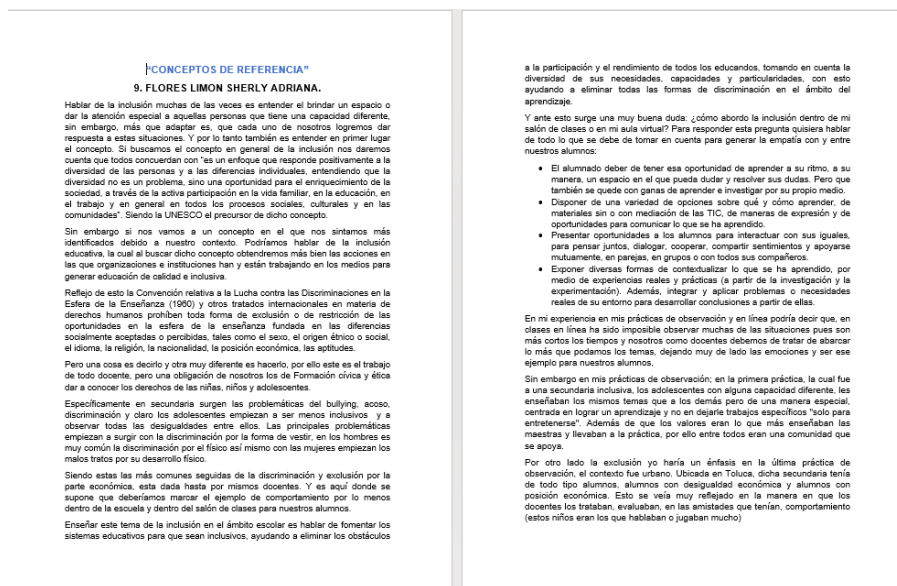 “CONCEPTOS DE REFERENCIA”
9. FLORES LIMON SHERLY ADRIANA.
Hablar de la inclusión muchas de las veces es entender el brindar un espacio o
dar la atención especial a aquellas personas que tiene una capacidad diferente,
sin embargo, más que adaptar es, que cada uno de nosotros logremos dar
respuesta a estas situaciones. Y por lo tanto también es entender en primer lugar
el concepto. Si buscamos el concepto en general de la inclusión nos daremos
cuenta que todos concuerdan con “es un enfoque que responde positivamente a la
diversidad de las personas y a las diferencias individuales, entendiendo que la
diversidad no es un problema, sino una oportunidad para el enriquecimiento de la
sociedad, a través de la activa participación en la vida familiar, en la educación, en
el trabajo y en general en todos los procesos sociales, culturales y en las
comunidades”. Siendo la UNESCO el precursor de dicho concepto.
Sin embargo si nos vamos a un concepto en el que nos sintamos más
identificados debido a nuestro contexto. Podríamos hablar de la inclusión
educativa, la cual al buscar dicho concepto obtendremos más bien las acciones en
las que organizaciones e instituciones han y están trabajando en los medios para
generar educación de calidad e inclusiva.
Reflejo de esto la Convención relativa a la Lucha contra las Discriminaciones en la
Esfera de la Enseñanza (1960) y otros tratados internacionales en materia de
derechos humanos prohíben toda forma de exclusión o de restricción de las
oportunidades en la esfera de la enseñanza fundada en las diferencias
socialmente aceptadas o percibidas, tales como el sexo, el origen étnico o social,
el idioma, la religión, la nacionalidad, la posición económica, las aptitudes.
Pero una cosa es decirlo y otra muy diferente es hacerlo, por ello este es el trabajo
de todo docente, pero una obligación de nosotros los de Formación cívica y ética
dar a conocer los derechos de las niñas, niños y adolescentes.
Específicamente en secundaria surgen las problemáticas del bullying, acoso,
discriminación y claro los adolescentes empiezan a ser menos inclusivos y a
observar todas las desigualdades entre ellos. Las principales problemáticas
empiezan a surgir con la discriminación por la forma de vestir, en los hombres es
muy común la discriminación por el físico así mismo con las mujeres empiezan los
malos tratos por su desarrollo físico.
Siendo estas las más comunes seguidas de la discriminación y exclusión por la
parte económica, esta dada hasta por mismos docentes. Y es aquí donde se
supone que deberíamos marcar el ejemplo de comportamiento por lo menos
dentro de la escuela y dentro del salón de clases para nuestros alumnos.
Enseñar este tema de la inclusión en el ámbito escolar es hablar de fomentar los
sistemas educativos para que sean inclusivos, ayudando a eliminar los obstáculos
a la participación y el rendimiento de todos los educandos, tomando en cuenta la
diversidad de sus necesidades, capacidades y particularidades, con esto
ayudando a eliminar todas las formas de discriminación en el ámbito del
aprendizaje.
Y ante esto surge una muy buena duda: ¿cómo abordo la inclusión dentro de mi
salón de clases o en mi aula virtual? Para responder esta pregunta quisiera hablar
de todo lo que se debe de tomar en cuenta para generar la empatía con y entre
nuestros alumnos:
• El alumnado deber de tener esa oportunidad de aprender a su ritmo, a su
manera, un espacio en el que pueda dudar y resolver sus dudas. Pero que
también se quede con ganas de aprender e investigar por su propio medio.
• Disponer de una variedad de opciones sobre qué y cómo aprender, de
materiales sin o con mediación de las TIC, de maneras de expresión y de
oportunidades para comunicar lo que se ha aprendido.
• Presentar oportunidades a los alumnos para interactuar con sus iguales,
para pensar juntos, dialogar, cooperar, compartir sentimientos y apoyarse
mutuamente, en parejas, en grupos o con todos sus compañeros.
• Exponer diversas formas de contextualizar lo que se ha aprendido, por
medio de experiencias reales y prácticas (a partir de la investigación y la
experimentación). Además, integrar y aplicar problemas o necesidades
reales de su entorno para desarrollar conclusiones a partir de ellas.
En mi experiencia en mis prácticas de observación y en línea podría decir que, en
clases en línea ha sido imposible observar muchas de las situaciones pues son
más cortos los tiempos y nosotros como docentes debemos de tratar de abarcar
lo más que podamos los temas, dejando muy de lado las emociones y ser ese
ejemplo para nuestros alumnos,
Sin embargo en mis prácticas de observación; en la primera práctica, la cual fue
a una secundaria inclusiva, los adolescentes con alguna capacidad diferente, les
enseñaban los mismos temas que a los demás pero de una manera especial,
centrada en lograr un aprendizaje y no en dejarle trabajos específicos "solo para
entretenerse". Además de que los valores eran lo que más enseñaban las
maestras y llevaban a la práctica, por ello entre todos eran una comunidad que
se apoya.
Por otro lado la exclusión yo haría un énfasis en la última práctica de
observación, el contexto fue urbano. Ubicada en Toluca, dicha secundaria tenía
de todo tipo alumnos, alumnos con desigualdad económica y alumnos con
posición económica. Esto se veía muy reflejado en la manera en que los
docentes los trataban, evaluaban, en las amistades que tenían, comportamiento
(estos niños eran los que hablaban o jugaban mucho)